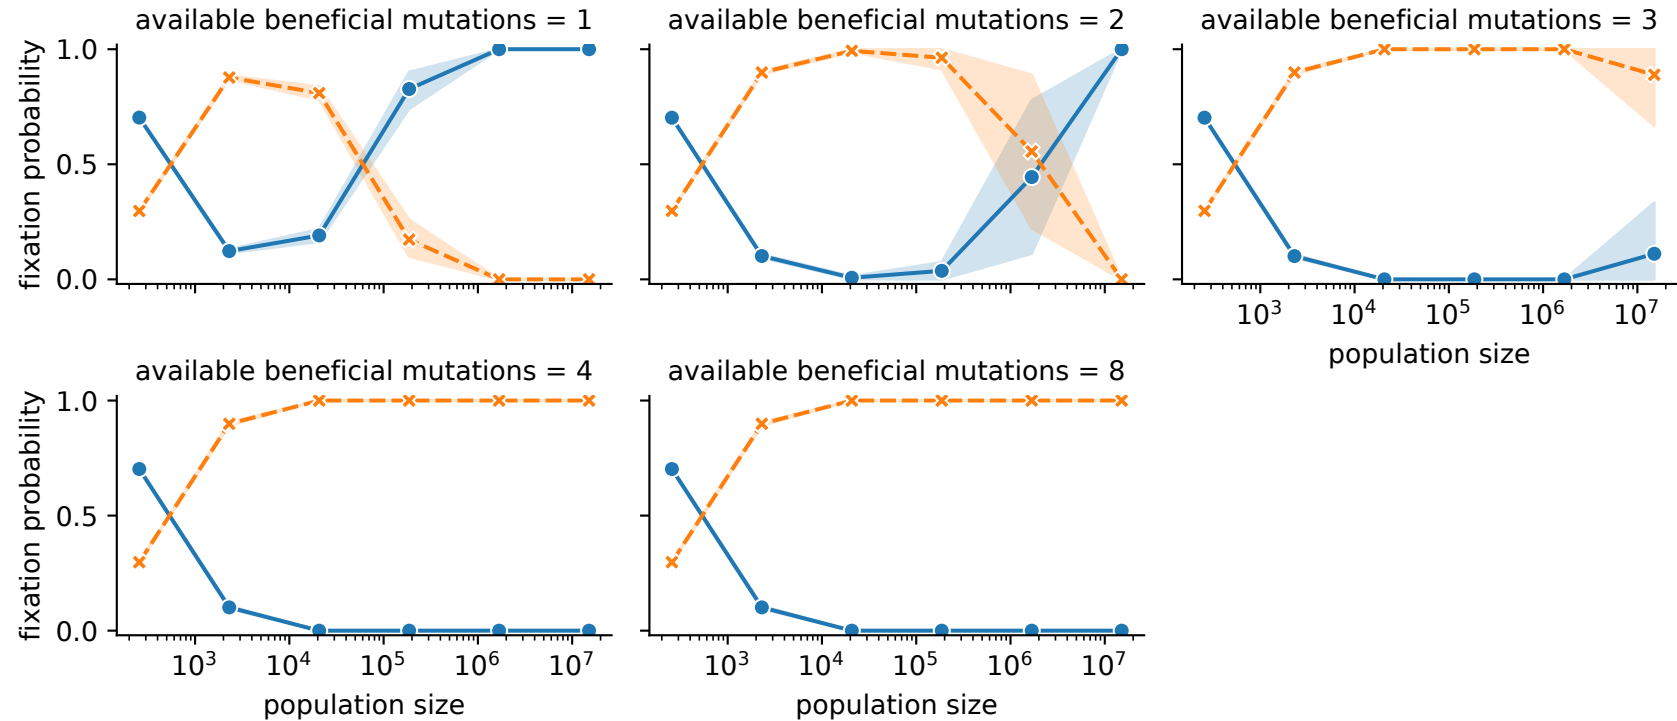 available beneficial mutations = 1
available beneficial mutations = 2
available beneficial mutations = 3
fixation probability
1.0
0.5
0.0
10³ 10⁴ 10⁵ 10⁶ 10⁷
population size
available beneficial mutations = 4
available beneficial mutations = 8
fixation probability
1.0
0.5
0.0
10³ 10⁴ 10⁵ 10⁶ 10⁷
population size
10³ 10⁴ 10⁵ 10⁶ 10⁷
population size